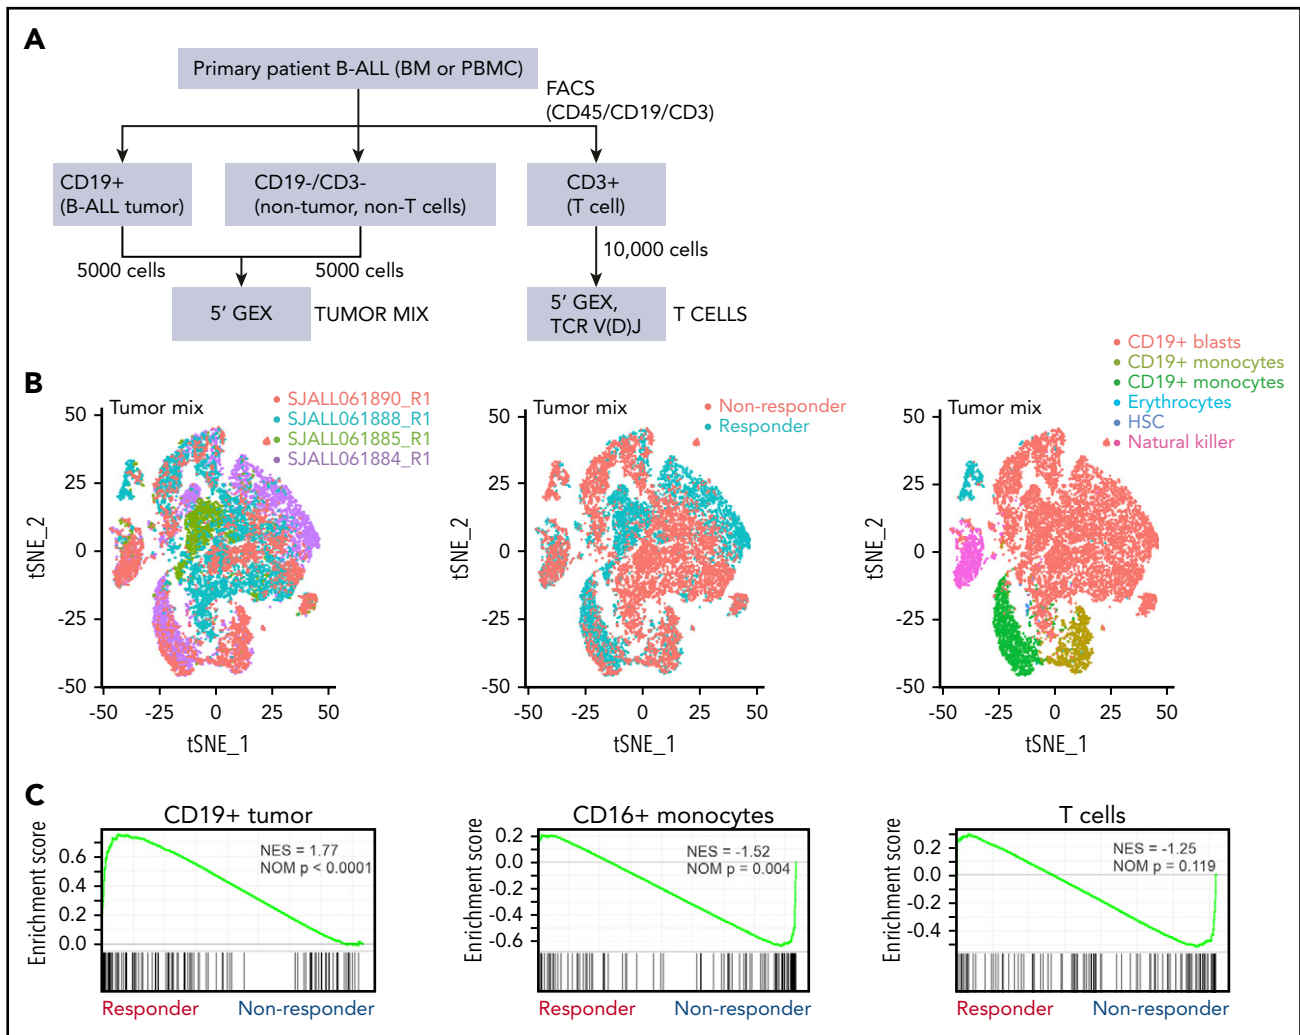 A
Primary patient B-ALL (BM or PBMC)
FACS
(CD45/CD19/CD3)
CD19+
(B-ALL tumor)
CD19-/CD3-
(non-tumor, non-T cells)
CD3+
(T cell)
5000 cells
5000 cells
10,000 cells
5’ GEX
TUMOR MIX
5’ GEX,
TCR V(D)J
T CELLS
B
Tumor mix
SJALL061890_R1
SJALL061888_R1
SJALL061885_R1
SJALL061884_R1
50
25
0
-25
-50
tSNE_2
-50 -25 0 25 50
tSNE_1
Tumor mix
Non-responder
Responder
50
25
0
-25
-50
tSNE_2
-50 -25 0 25 50
tSNE_1
Tumor mix
CD19+ blasts
CD19+ monocytes
CD19+ monocytes
Erythrocytes
HSC
Natural killer
50
25
0
-25
-50
tSNE_2
-50 -25 0 25 50
tSNE_1
C
CD19+ tumor
Enrichment score
0.6
0.4
0.2
0.0
NES = 1.77
NOM p < 0.0001
Responder Non-responder
CD16+ monocytes
Enrichment score
0.2
0.0
-0.2
-0.4
-0.6
NES = -1.52
NOM p = 0.004
Responder Non-responder
T cells
Enrichment score
0.2
0.0
-0.2
-0.4
NES = -1.25
NOM p = 0.119
Responder Non-responder